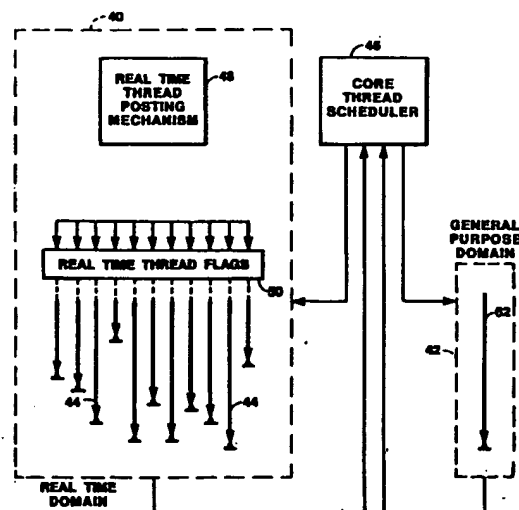 40
REAL TIME
THREAD
POSTING
MECHANISM
48
46
CORE
THREAD
SCHEDULER
REAL TIME THREAD FLAGS
50
44
44
GENERAL
PURPOSE
DOMAIN
42
52
REAL TIME
DOMAIN